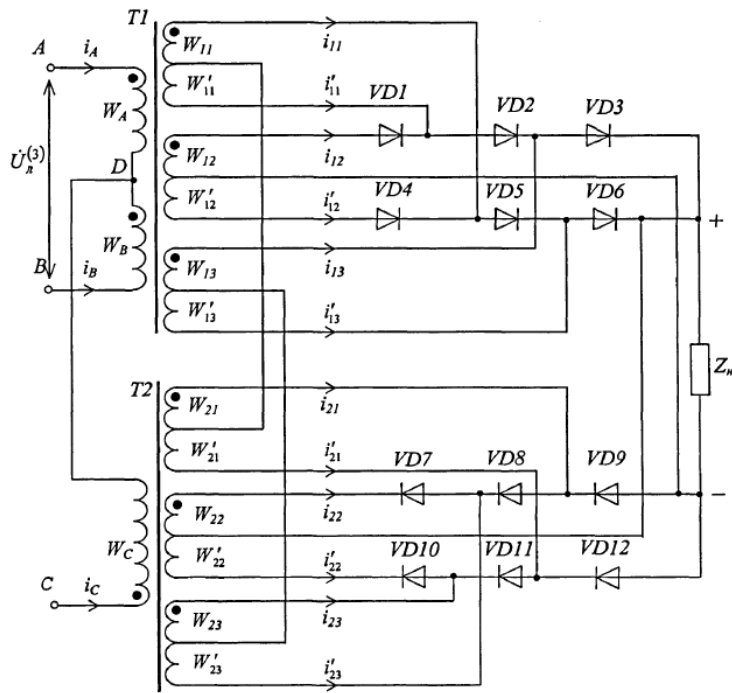 T1
A
i_A
W_11
i_11
W'_11
i'_11
VD1
VD2
VD3
W_A
W_12
i_12
U̇_л^(3)
D
W'_12
i'_12
VD4
VD5
VD6
+
W_B
W_13
i_13
B
i_B
W'_13
i'_13
Z_н
T2
W_21
i_21
W'_21
i'_21
VD7
VD8
VD9
−
W_22
i_22
W_C
W'_22
i'_22
VD10
VD11
VD12
C
i_C
W_23
i_23
W'_23
i'_23